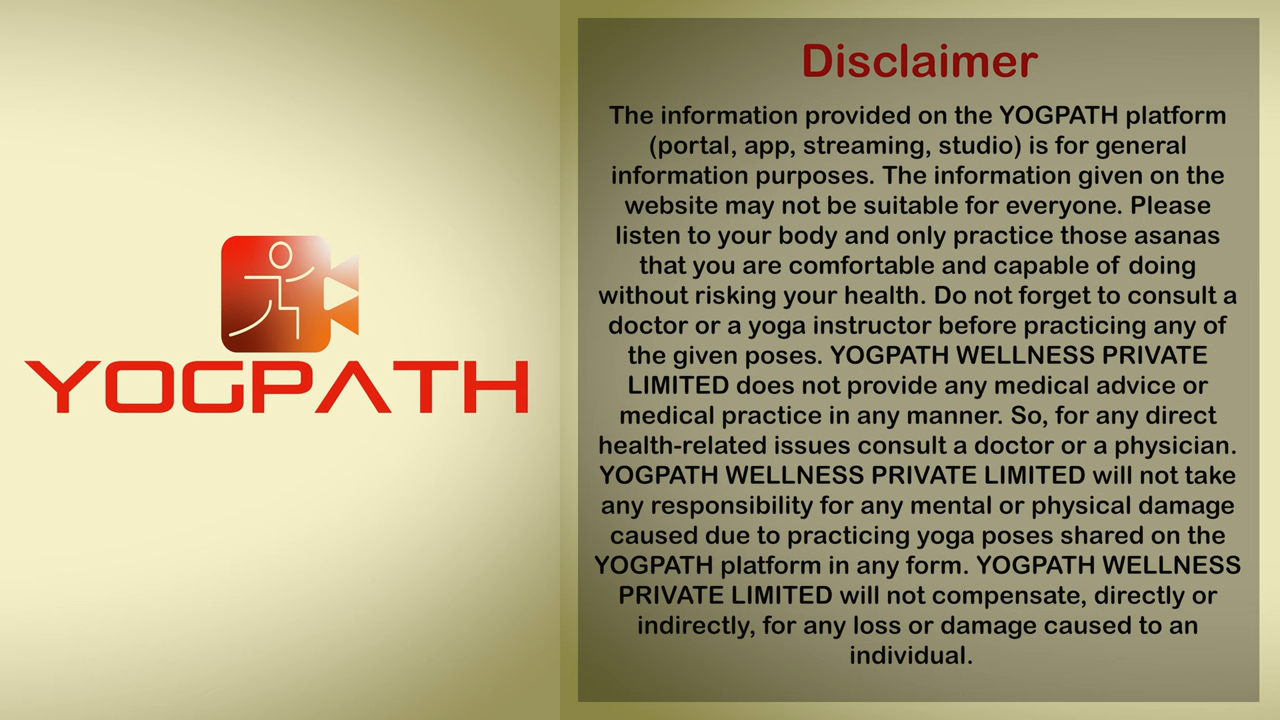 YOGPATH
Disclaimer
The information provided on the YOGPATH platform
(portal, app, streaming, studio) is for general
information purposes. The information given on the
website may not be suitable for everyone. Please
listen to your body and only practice those asanas
that you are comfortable and capable of doing
without risking your health. Do not forget to consult a
doctor or a yoga instructor before practicing any of
the given poses. YOGPATH WELLNESS PRIVATE
LIMITED does not provide any medical advice or
medical practice in any manner. So, for any direct
health-related issues consult a doctor or a physician.
YOGPATH WELLNESS PRIVATE LIMITED will not take
any responsibility for any mental or physical damage
caused due to practicing yoga poses shared on the
YOGPATH platform in any form. YOGPATH WELLNESS
PRIVATE LIMITED will not compensate, directly or
indirectly, for any loss or damage caused to an
individual.